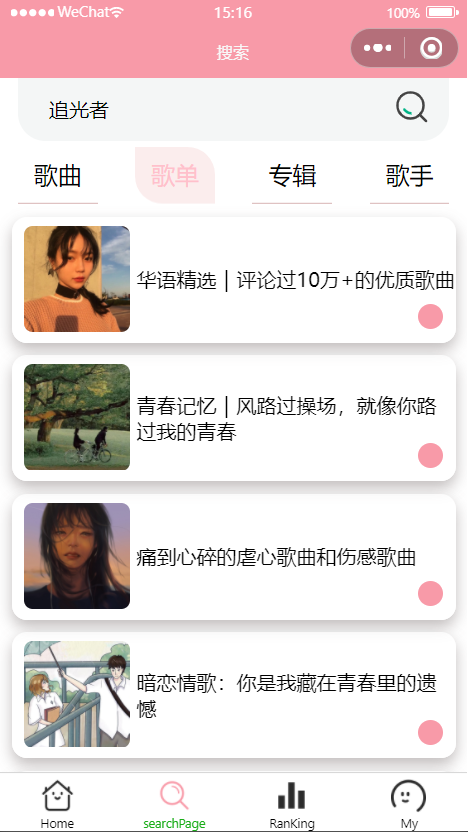 WeChat 15:16 100%
搜索
追光者
歌曲 歌单 专辑 歌手
华语精选 | 评论过10万+的优质歌曲
青春记忆 | 风路过操场，就像你路
过我的青春
痛到心碎的虐心歌曲和伤感歌曲
暗恋情歌：你是我藏在青春里的遗
憾
Home searchPage RanKing My